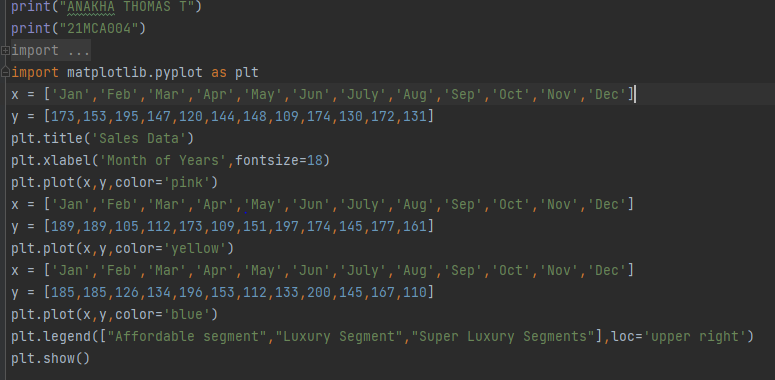 print("ANAKHA THOMAS T")
print("21MCA004")
import ...
import matplotlib.pyplot as plt
x = ['Jan','Feb','Mar','Apr','May','Jun','July','Aug','Sep','Oct','Nov','Dec']
y = [173,153,195,147,120,144,148,109,174,130,172,131]
plt.title('Sales Data')
plt.xlabel('Month of Years',fontsize=18)
plt.plot(x,y,color='pink')
x = ['Jan','Feb','Mar','Apr','May','Jun','July','Aug','Sep','Oct','Nov','Dec']
y = [189,189,105,112,173,109,151,197,174,145,177,161]
plt.plot(x,y,color='yellow')
x = ['Jan','Feb','Mar','Apr','May','Jun','July','Aug','Sep','Oct','Nov','Dec']
y = [185,185,126,134,196,153,112,133,200,145,167,110]
plt.plot(x,y,color='blue')
plt.legend(["Affordable segment","Luxury Segment","Super Luxury Segments"],loc='upper right')
plt.show()